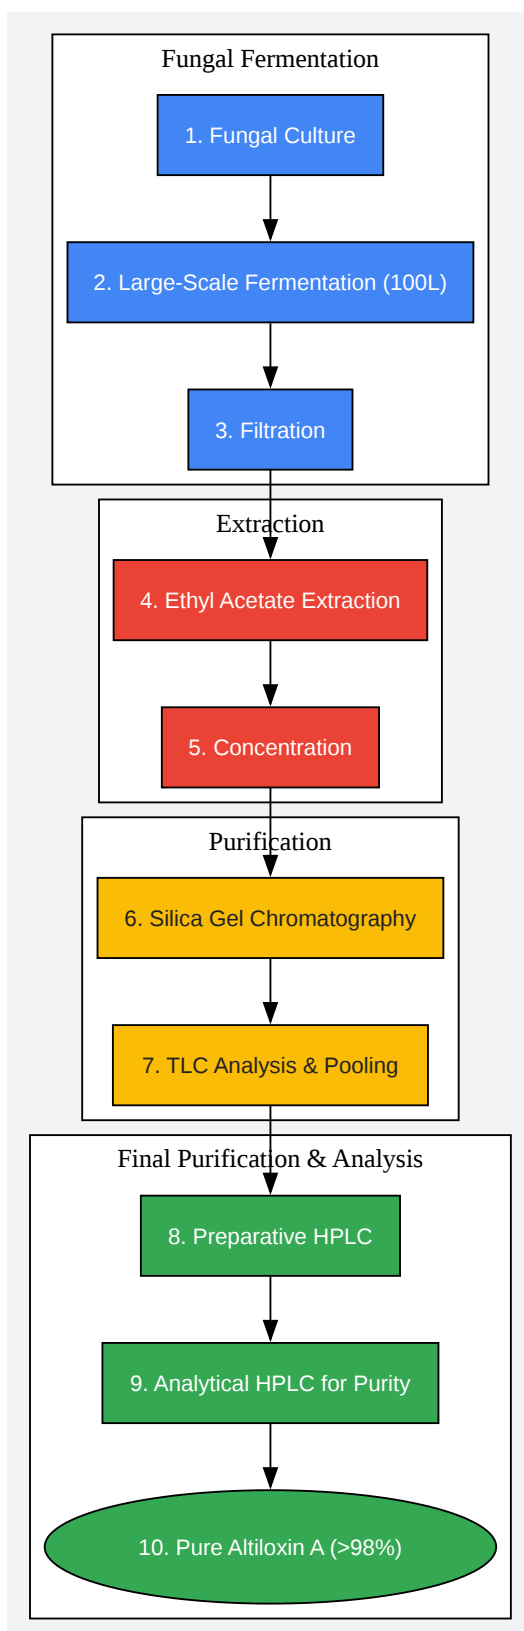 Fungal Fermentation
1. Fungal Culture
2. Large-Scale Fermentation (100L)
3. Filtration
Extraction
4. Ethyl Acetate Extraction
5. Concentration
Purification
6. Silica Gel Chromatography
7. TLC Analysis & Pooling
Final Purification & Analysis
8. Preparative HPLC
9. Analytical HPLC for Purity
10. Pure Altiloxin A (>98%)